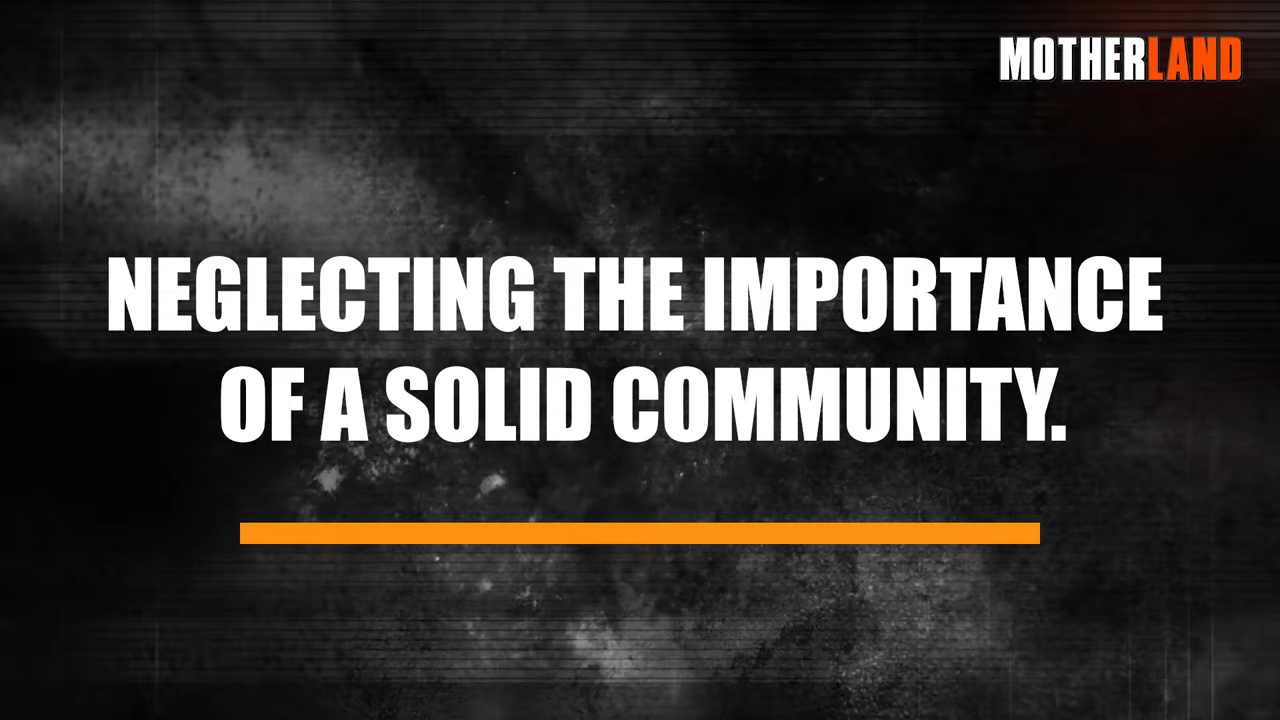 MOTHERLAND
NEGLECTING THE IMPORTANCE
OF A SOLID COMMUNITY.